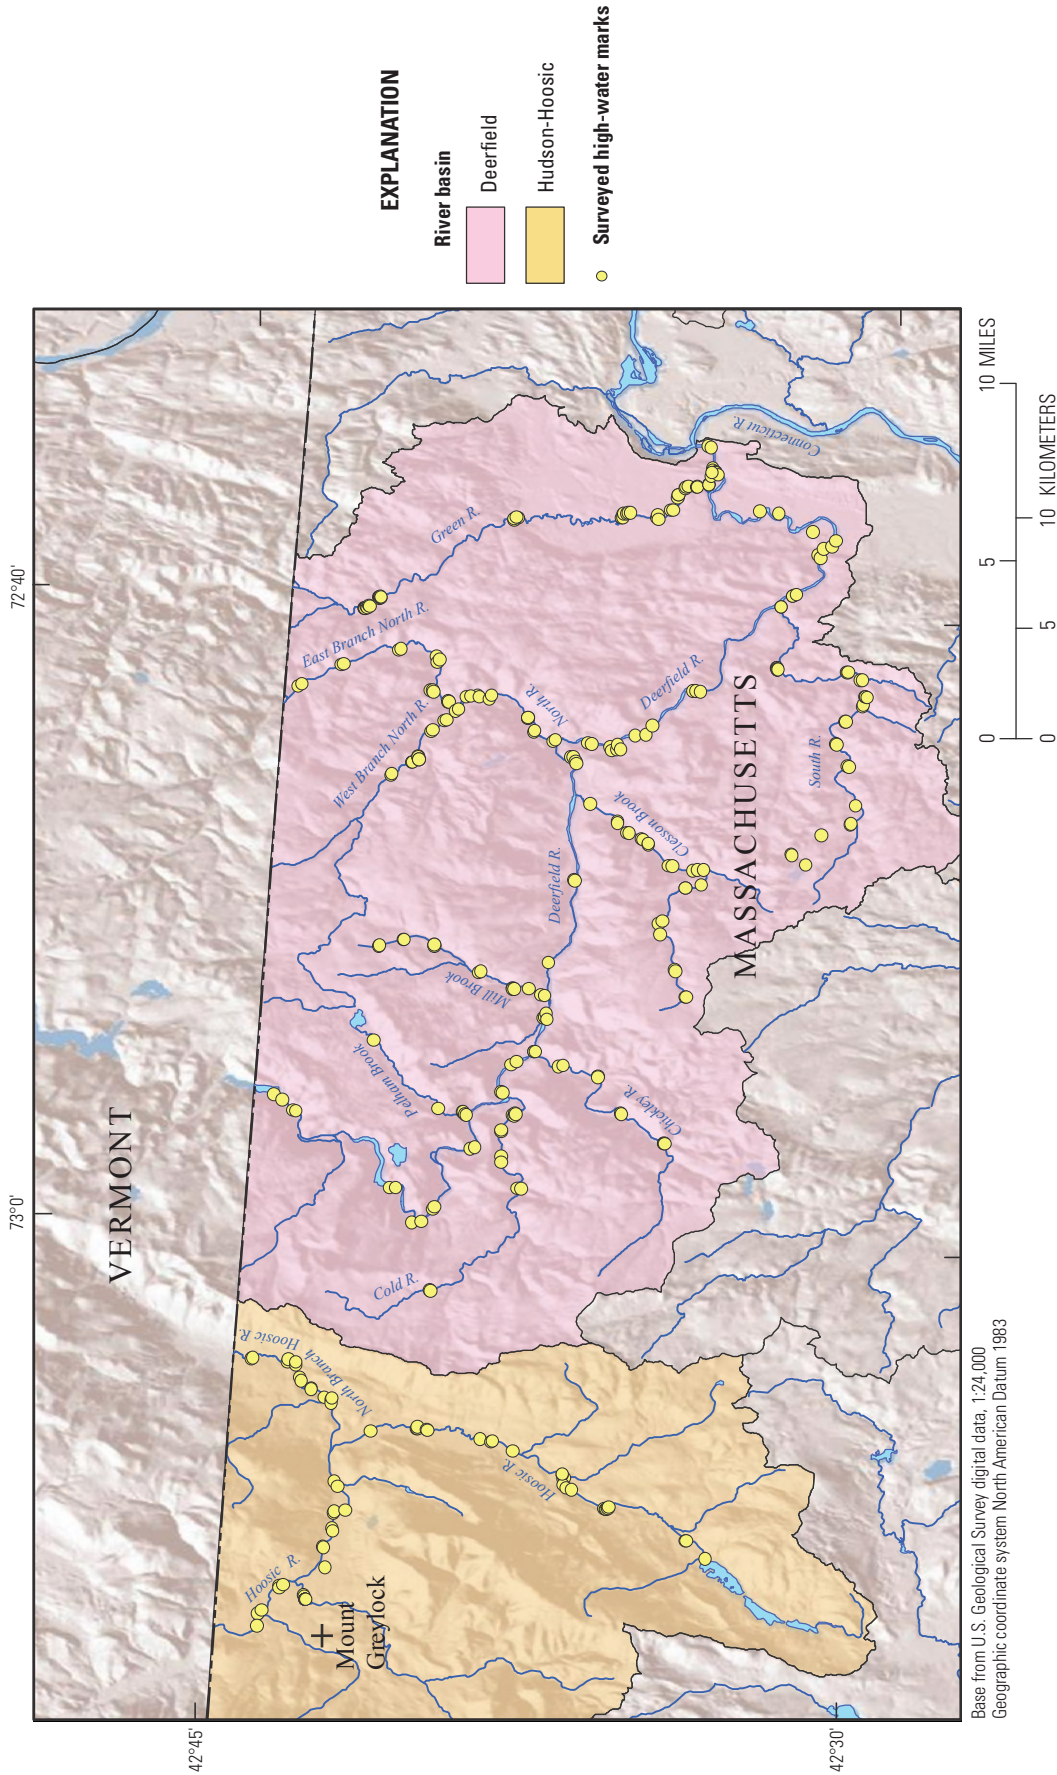 73°0'
72°40'
42°45'
42°30'
VERMONT
MASSACHUSETTS
Mount
Greylock
Hoosic R.
North Branch
Hoosic R.
Hoosic R.
Cold R.
Pelham Brook
Mill Brook
Chickley R.
Deerfield R.
Clesson Brook
West Branch North R.
East Branch North R.
North R.
Green R.
Deerfield R.
South R.
Connecticut R.
Base from U.S. Geological Survey digital data, 1:24,000
Geographic coordinate system North American Datum 1983
0 5 10 MILES
0 5 10 KILOMETERS
EXPLANATION
River basin
Deerfield
Hudson-Hoosic
Surveyed high-water marks